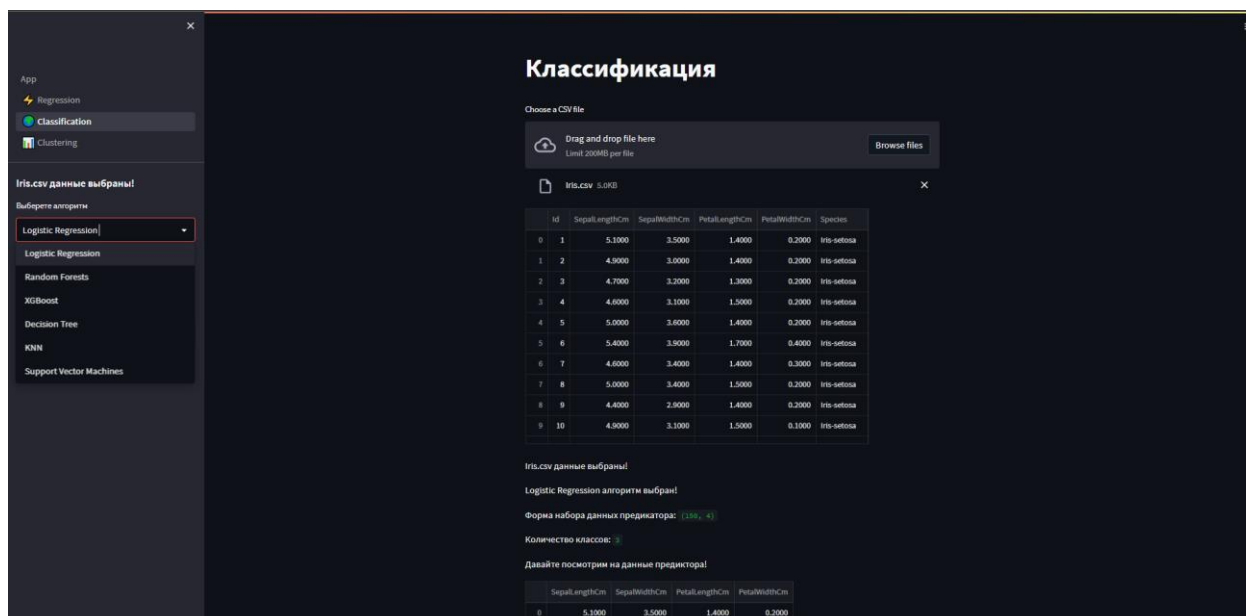 App
Regression
Classification
Clustering
Iris.csv данные выбраны!
Выберете алгоритм
Logistic Regression
Logistic Regression
Random Forests
XGBoost
Decision Tree
KNN
Support Vector Machines
Классификация
Choose a CSV file
Drag and drop file here
Limit 200MB per file
Browse files
Iris.csv 5.0KB
Id SepalLengthCm SepalWidthCm PetalLengthCm PetalWidthCm Species
0 1 5.1000 3.5000 1.4000 0.2000 Iris-setosa
1 2 4.9000 3.0000 1.4000 0.2000 Iris-setosa
2 3 4.7000 3.2000 1.3000 0.2000 Iris-setosa
3 4 4.6000 3.1000 1.5000 0.2000 Iris-setosa
4 5 5.0000 3.6000 1.4000 0.2000 Iris-setosa
5 6 5.4000 3.9000 1.7000 0.4000 Iris-setosa
6 7 4.6000 3.4000 1.4000 0.3000 Iris-setosa
7 8 5.0000 3.4000 1.5000 0.2000 Iris-setosa
8 9 4.4000 2.9000 1.4000 0.2000 Iris-setosa
9 10 4.9000 3.1000 1.5000 0.1000 Iris-setosa
Iris.csv данные выбраны!
Logistic Regression алгоритм выбран!
Форма набора данных предикатора: (150, 4)
Количество классов: 3
Давайте посмотрим на данные предиктора!
SepalLengthCm SepalWidthCm PetalLengthCm PetalWidthCm
0 5.1000 3.5000 1.4000 0.2000